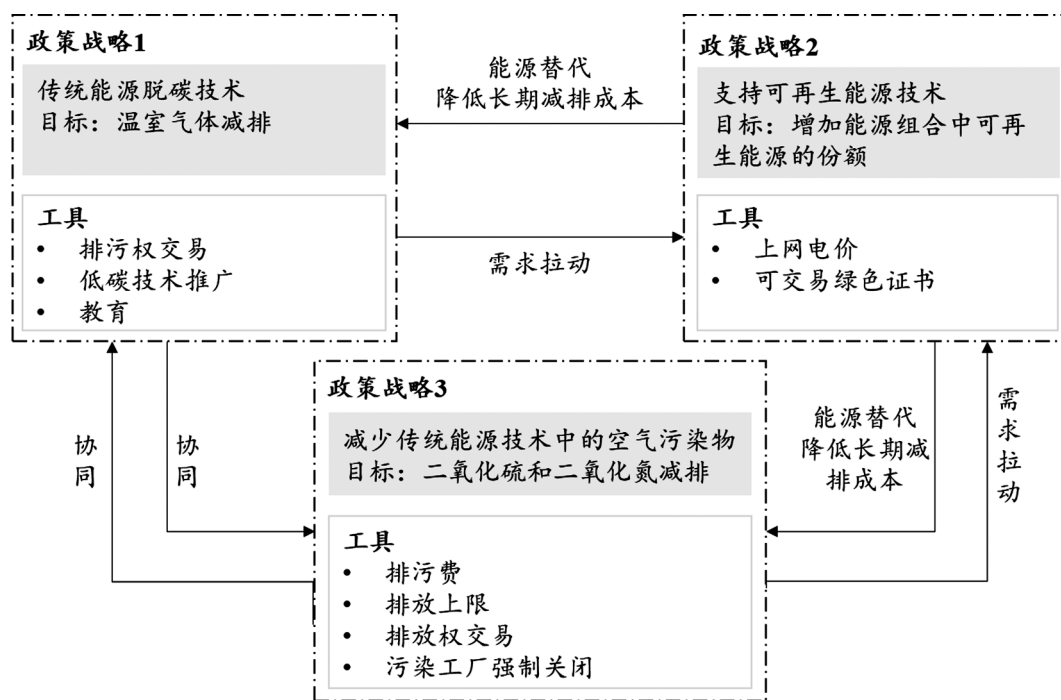 政策战略1
传统能源脱碳技术
目标：温室气体减排
工具
• 排污权交易
• 低碳技术推广
• 教育
能源替代
降低长期减排成本
需求拉动
政策战略2
支持可再生能源技术
目标：增加能源组合中可再
生能源的份额
工具
• 上网电价
• 可交易绿色证书
协同
协同
政策战略3
减少传统能源技术中的空气污染物
目标：二氧化硫和二氧化氮减排
工具
• 排污费
• 排放上限
• 排放权交易
• 污染工厂强制关闭
能源替代
降低长期减
排成本
需求拉动